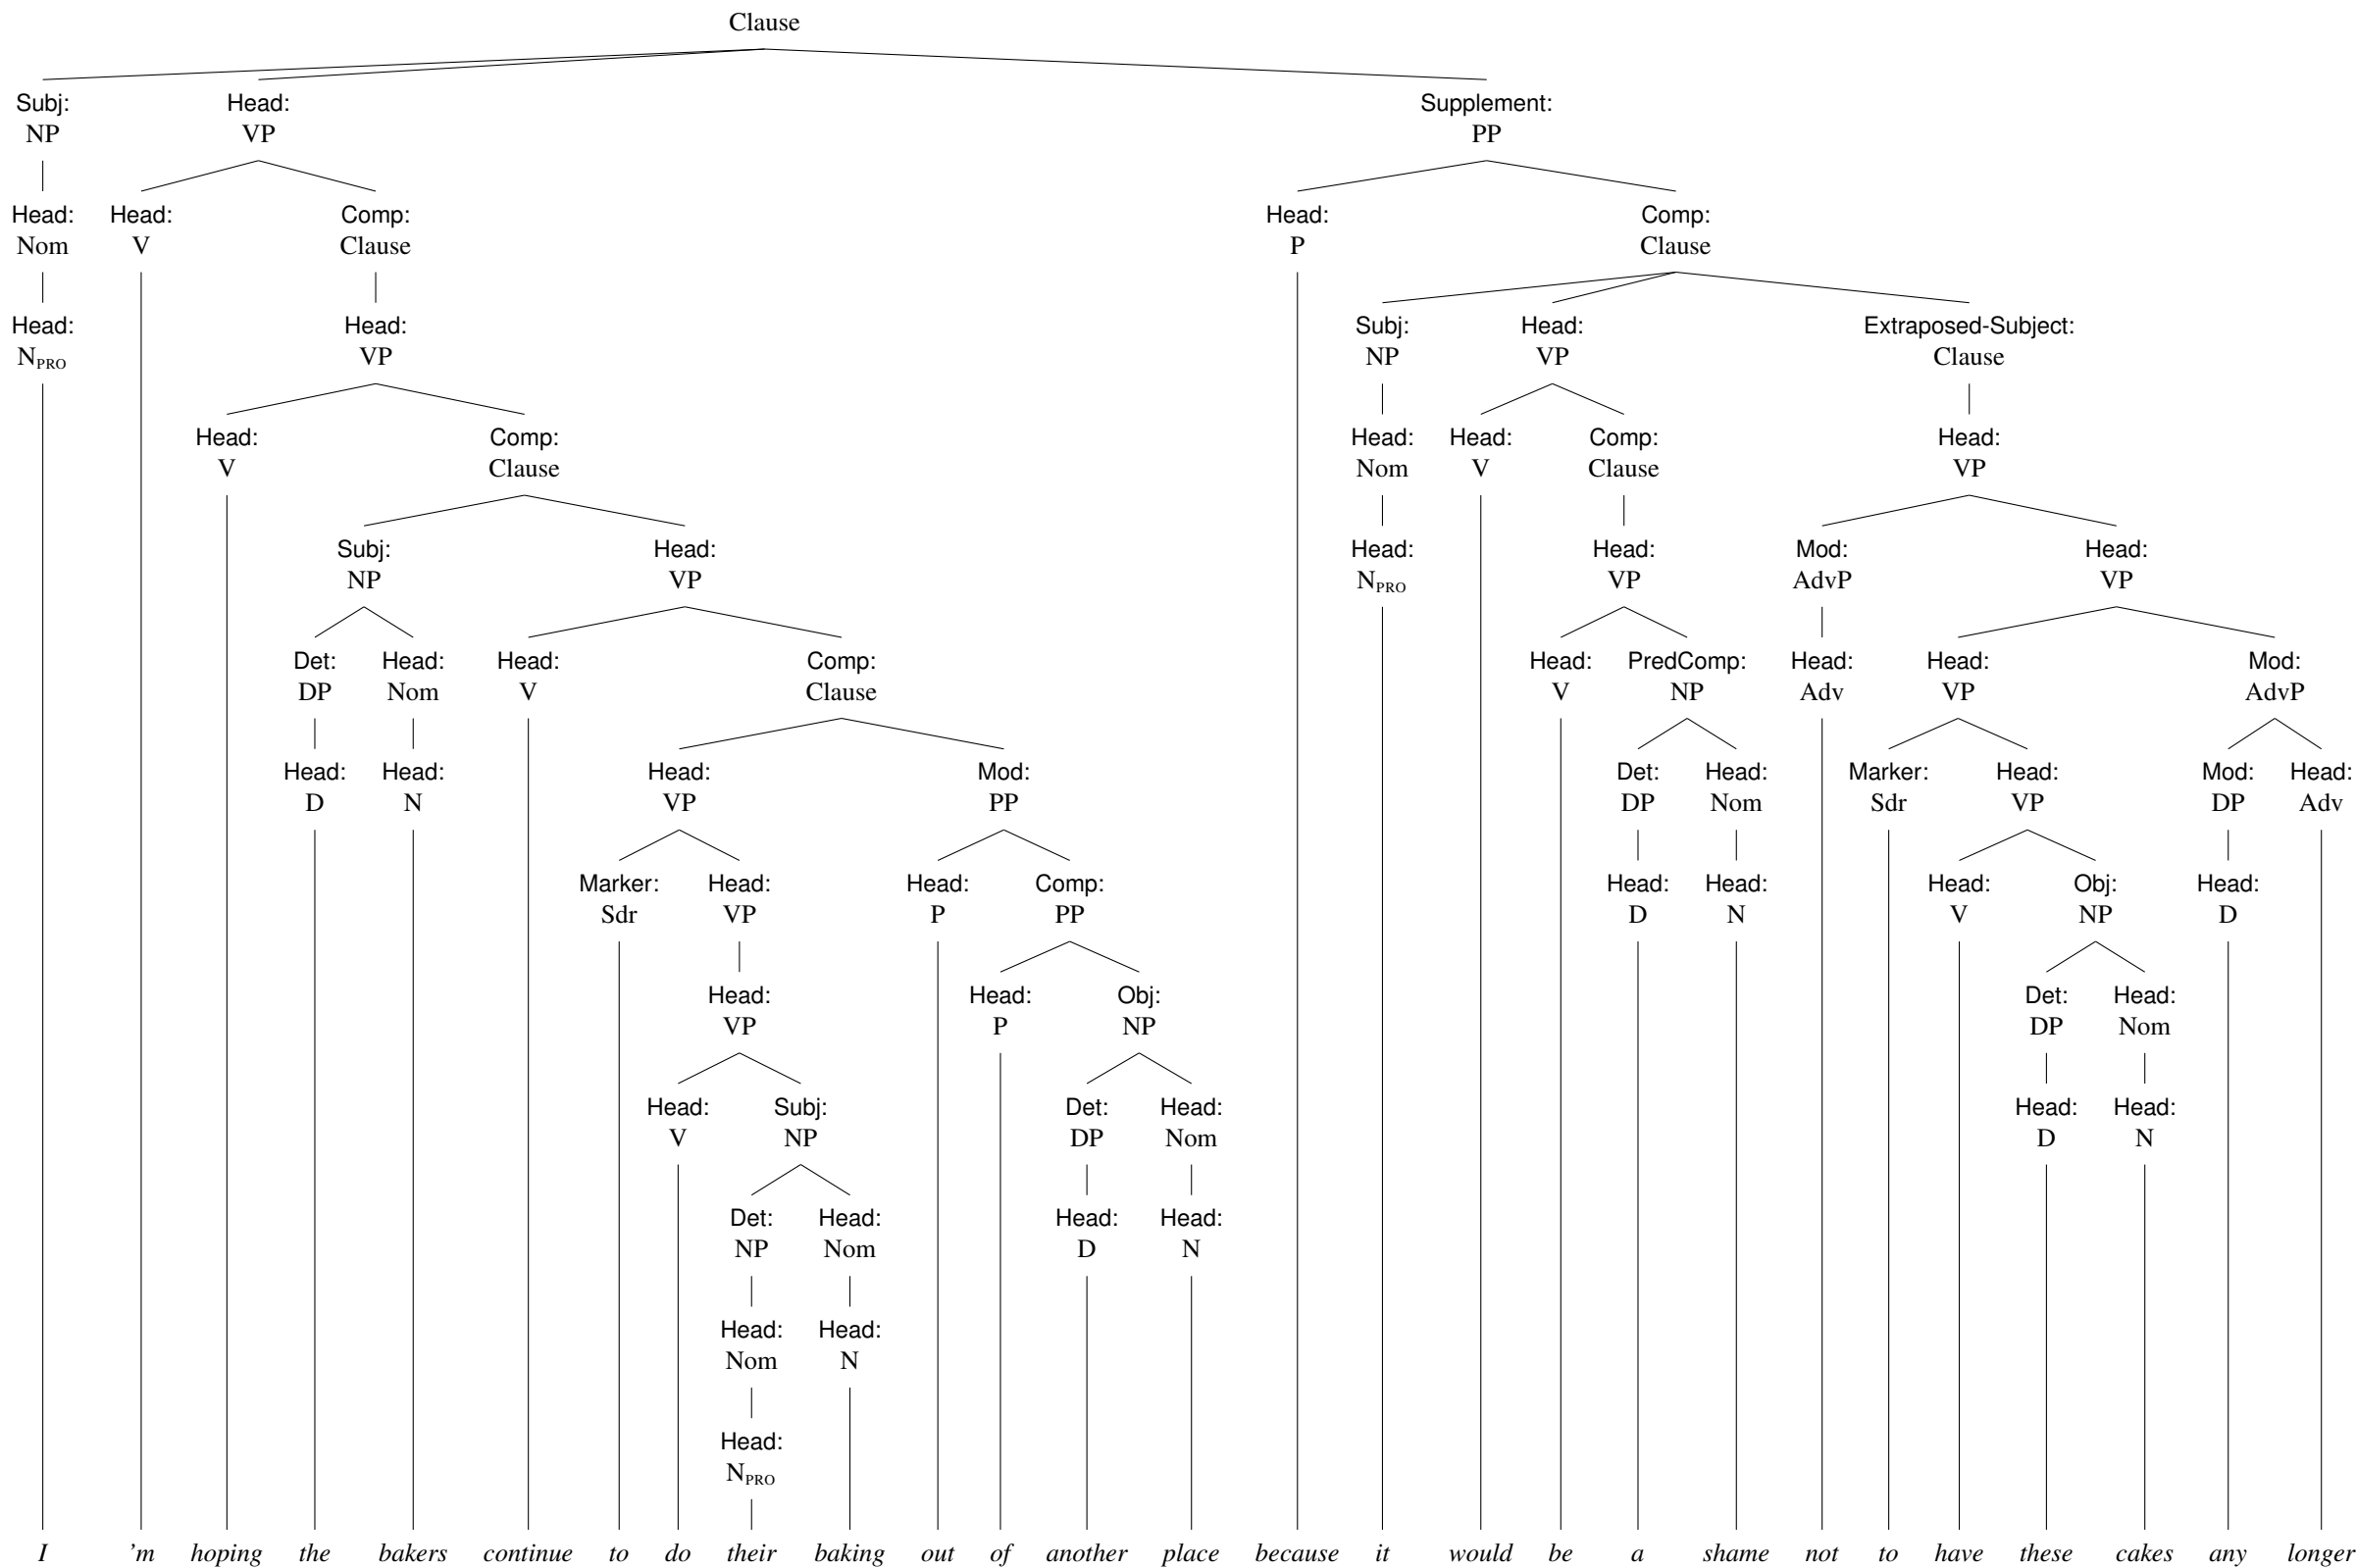 Clause
Subj: Head: Supplement:
NP VP PP
Head: Head: Comp: Head: Comp:
Nom V Clause P Clause
Head: Head: Subj: Head: Extraposed-Subject:
NPRO VP NP VP Clause
Head: Comp: Head: Head: Comp: Head:
V Clause Nom V Clause VP
Subj: Head: Head: Head: Mod: Head:
NP VP NPRO VP AdvP VP
Det: Head: Head: Comp: Head: PredComp: Head: Head: Mod:
DP Nom V Clause V NP Adv VP AdvP
Head: Head: Head: Mod: Det: Head: Marker: Head: Mod: Head:
D N VP PP DP Nom Sdr VP DP Adv
Marker: Head: Head: Comp: Head: Head: Head: Obj: Head:
Sdr VP P PP D N V NP D
Head: Head: Obj: Det: Head:
VP P NP DP Nom
Head: Subj: Det: Head: Head: Head:
V NP DP Nom D N
Det: Head: Head: Head:
NP Nom D N
Head: Head:
Nom N
Head:
NPRO
I 'm hoping the bakers continue to do their baking out of another place because it would be a shame not to have these cakes any longer